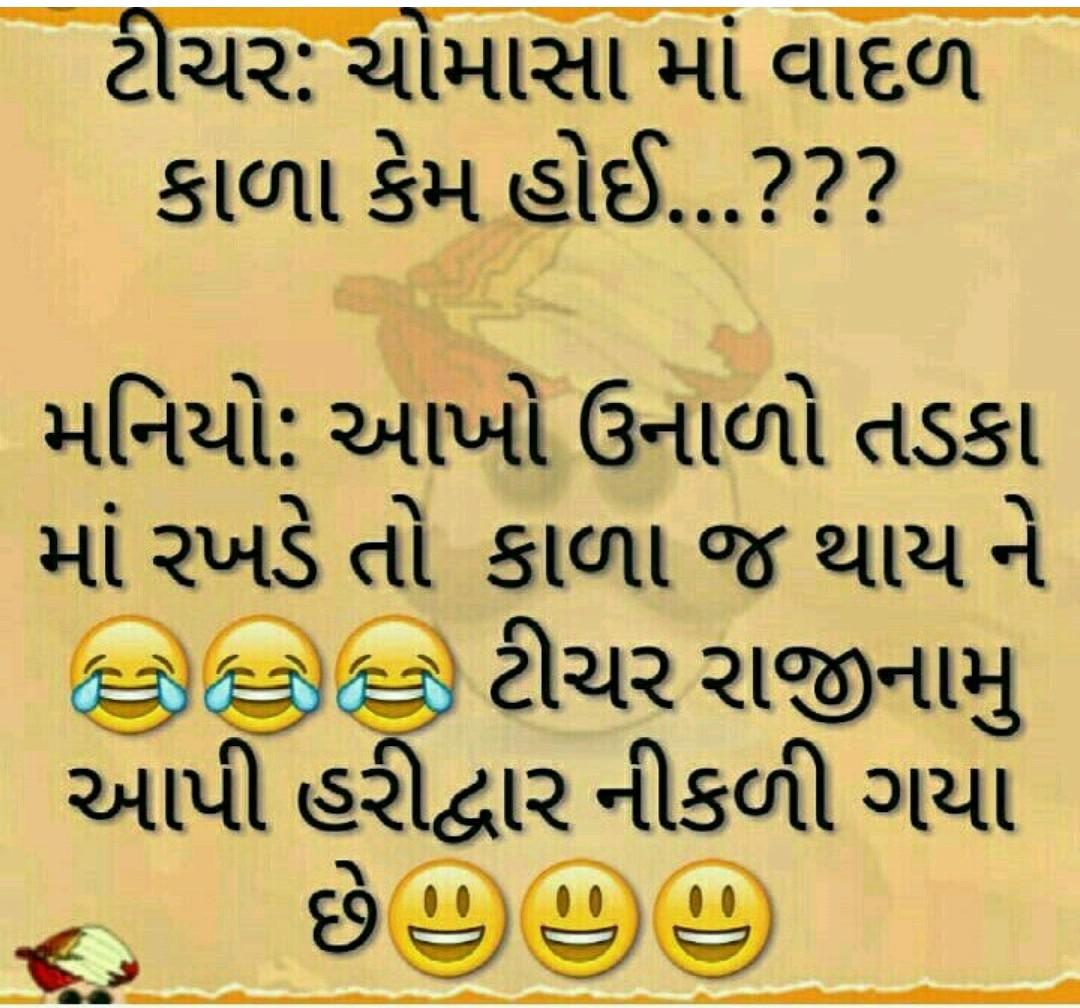 ટીચર: ચોમાસા માં વાદળ
કાળા કેમ હોઈ...???
મનિયો: આખો ઉનાળો તડકા
માં રખડે તો કાળા જ થાય ને
😂😂😂 ટીચર રાજીનામુ
આપી હરીદ્વાર નીકળી ગયા
છે😃😃😃